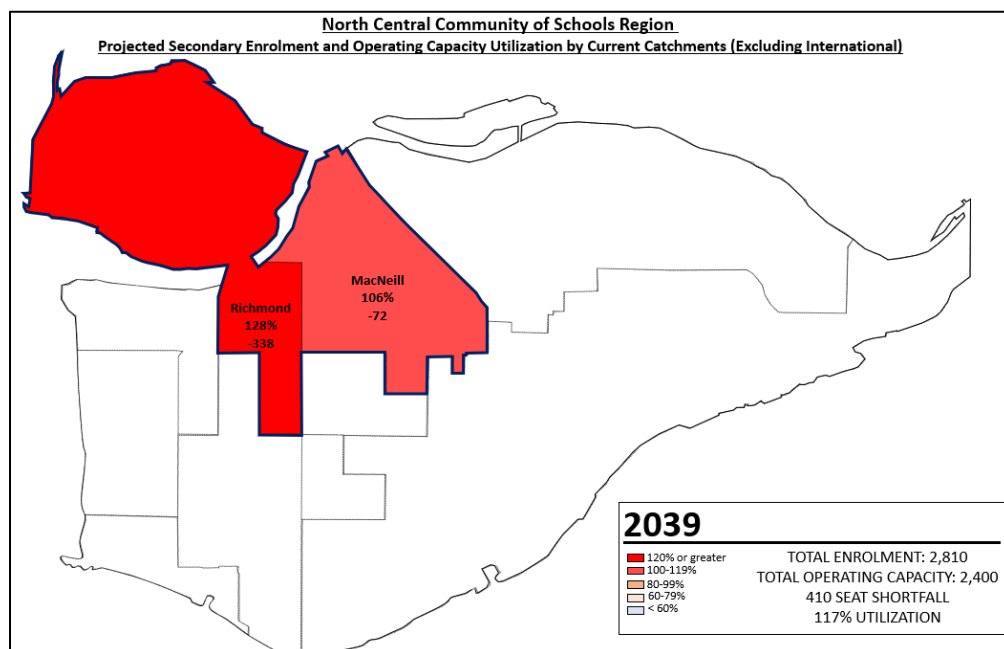 North Central Community of Schools Region
Projected Secondary Enrolment and Operating Capacity Utilization by Current Catchments (Excluding International)
MacNeill
106%
-72
Richmond
128%
-338
2039
120% or greater
100-119%
80-99%
60-79%
< 60%
TOTAL ENROLMENT: 2,810
TOTAL OPERATING CAPACITY: 2,400
410 SEAT SHORTFALL
117% UTILIZATION